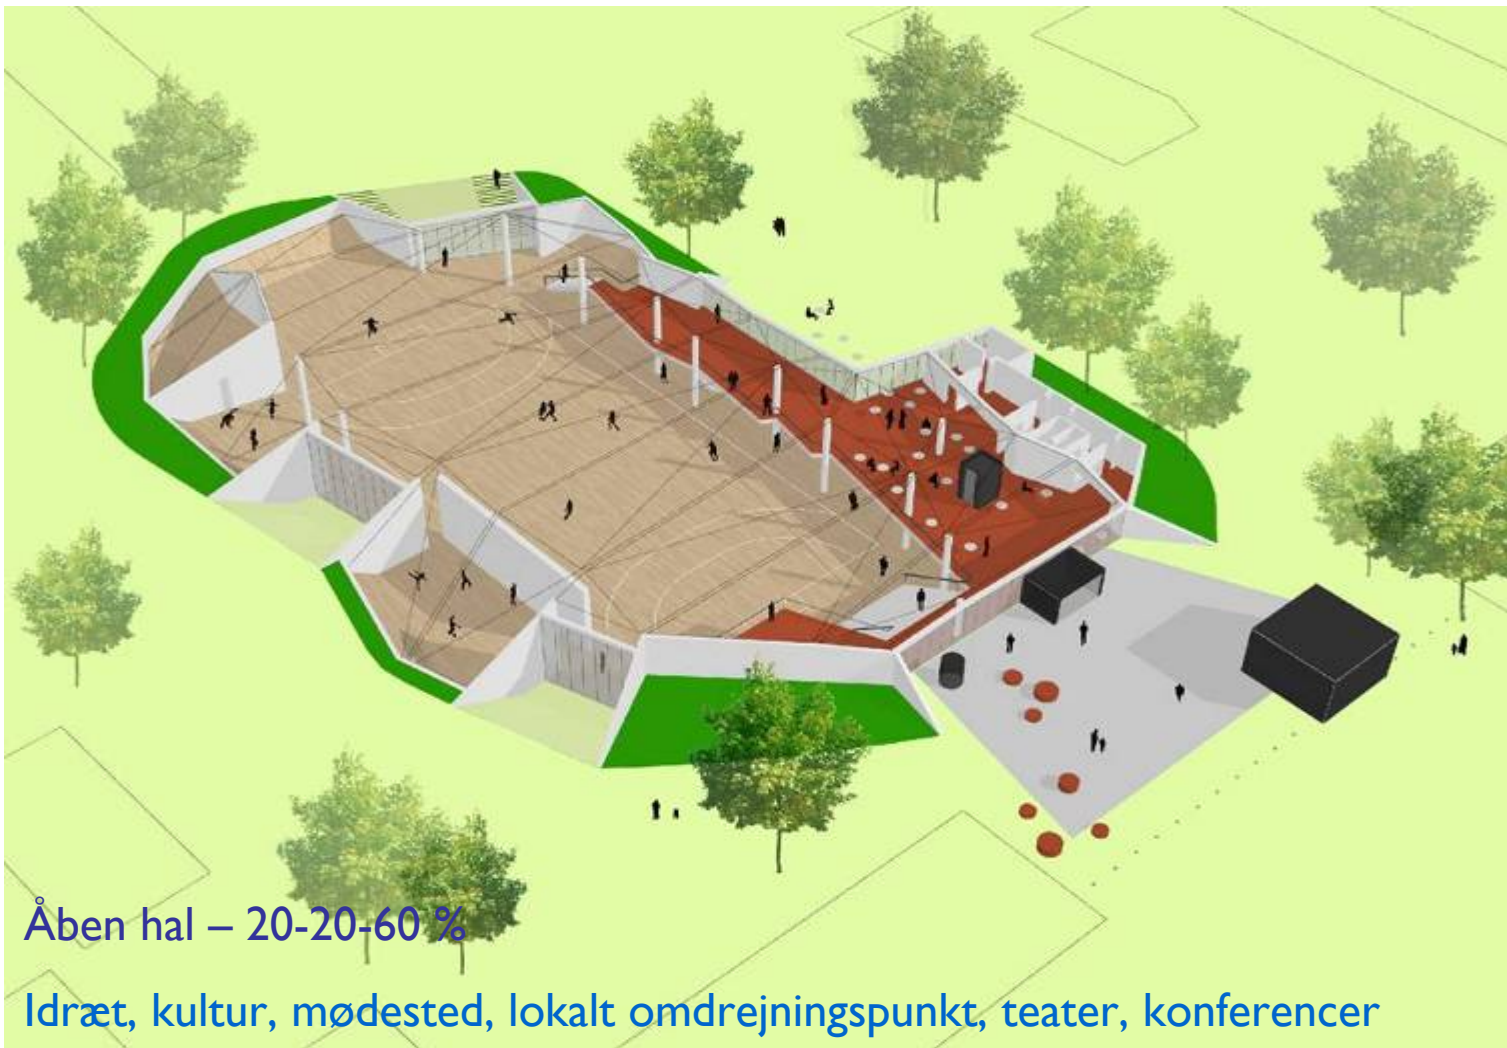 Åben hal – 20-20-60 %
Idræt, kultur, mødested, lokalt omdrejningspunkt, teater, konferencer